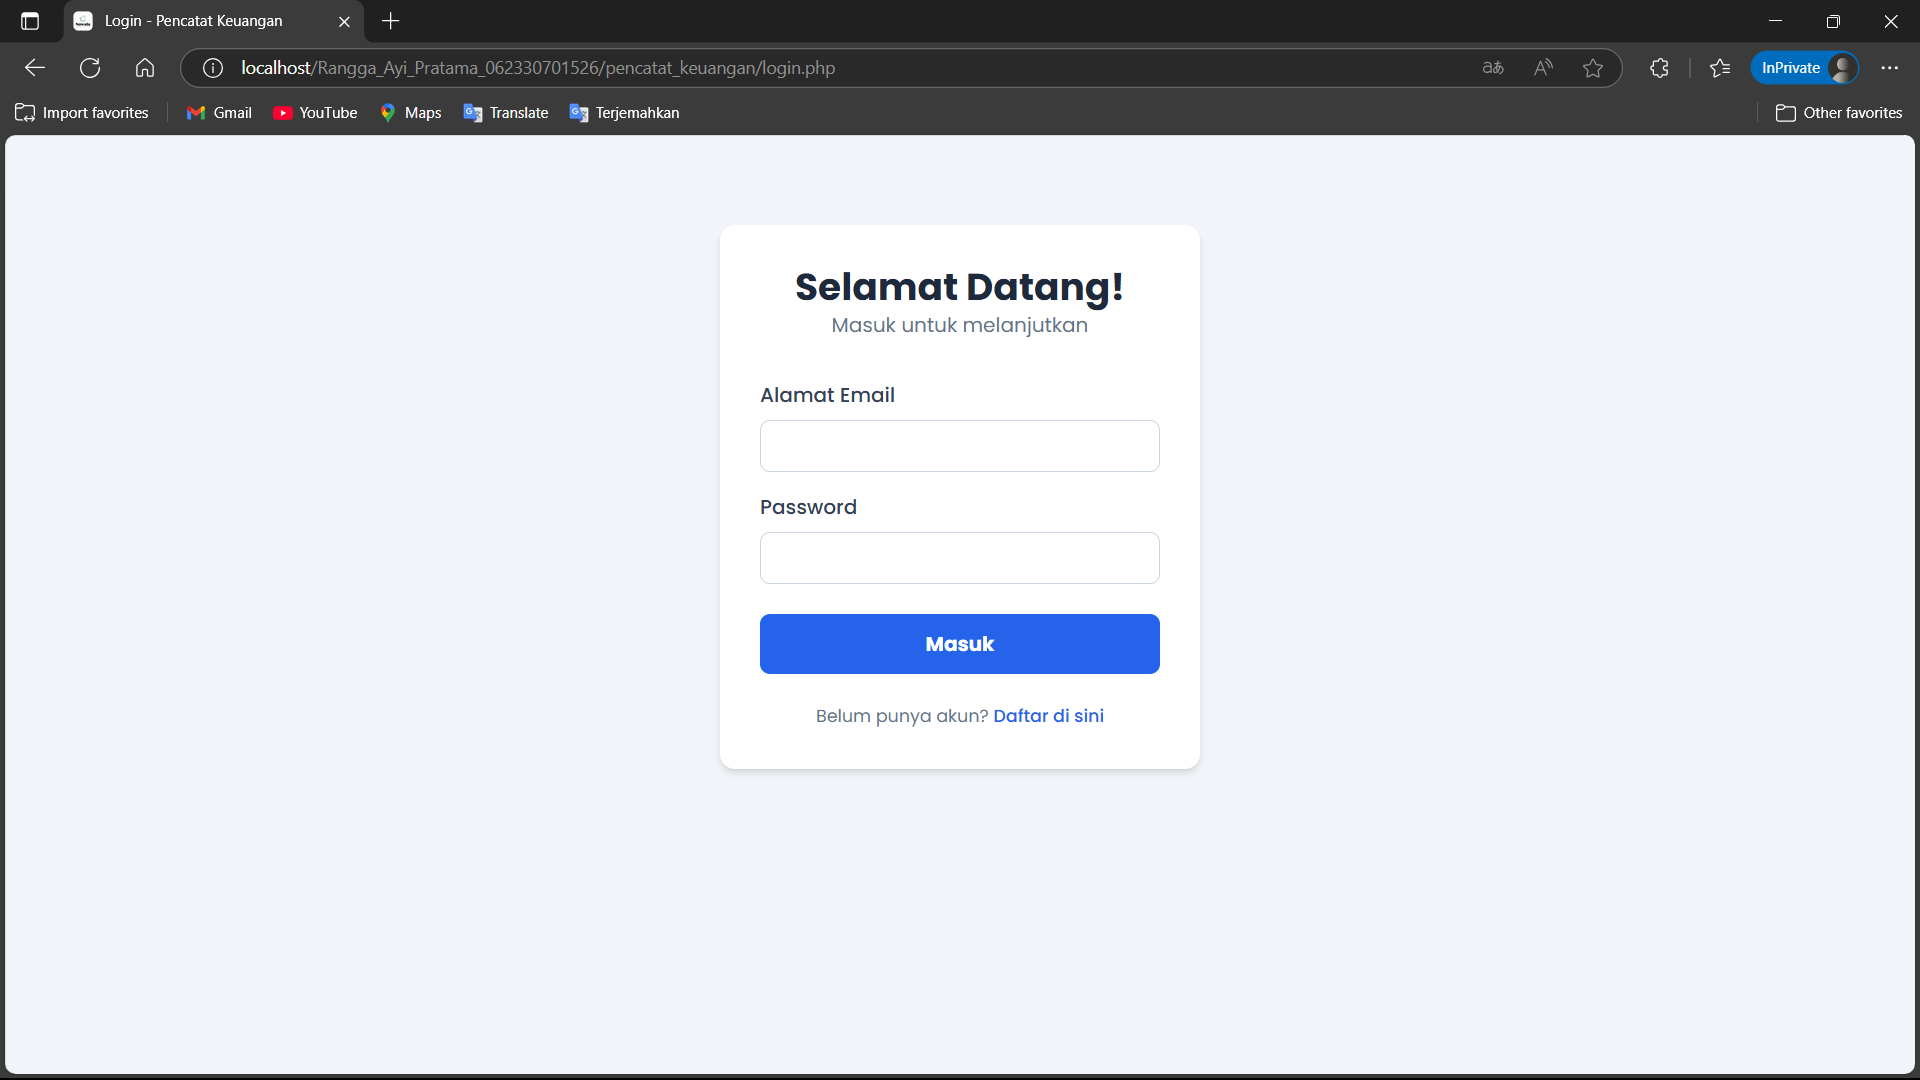 Login - Pencatat Keuangan
localhost/Rangga_Ayi_Pratama_062330701526/pencatat_keuangan/login.php
InPrivate
Import favorites
Gmail
YouTube
Maps
Translate
Terjemahkan
Other favorites
Selamat Datang!
Masuk untuk melanjutkan
Alamat Email
Password
Masuk
Belum punya akun? Daftar di sini